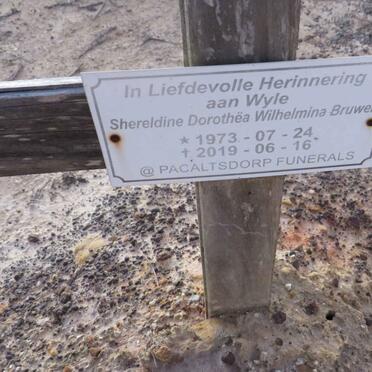 In Liefdevolle Herinnering
aan Wyle
Shereldine Dorothëa Wilhelmina Bruwer
★ 1973 - 07 - 24
† 2019 - 06 - 16
@ PACALTSDORP FUNERALS